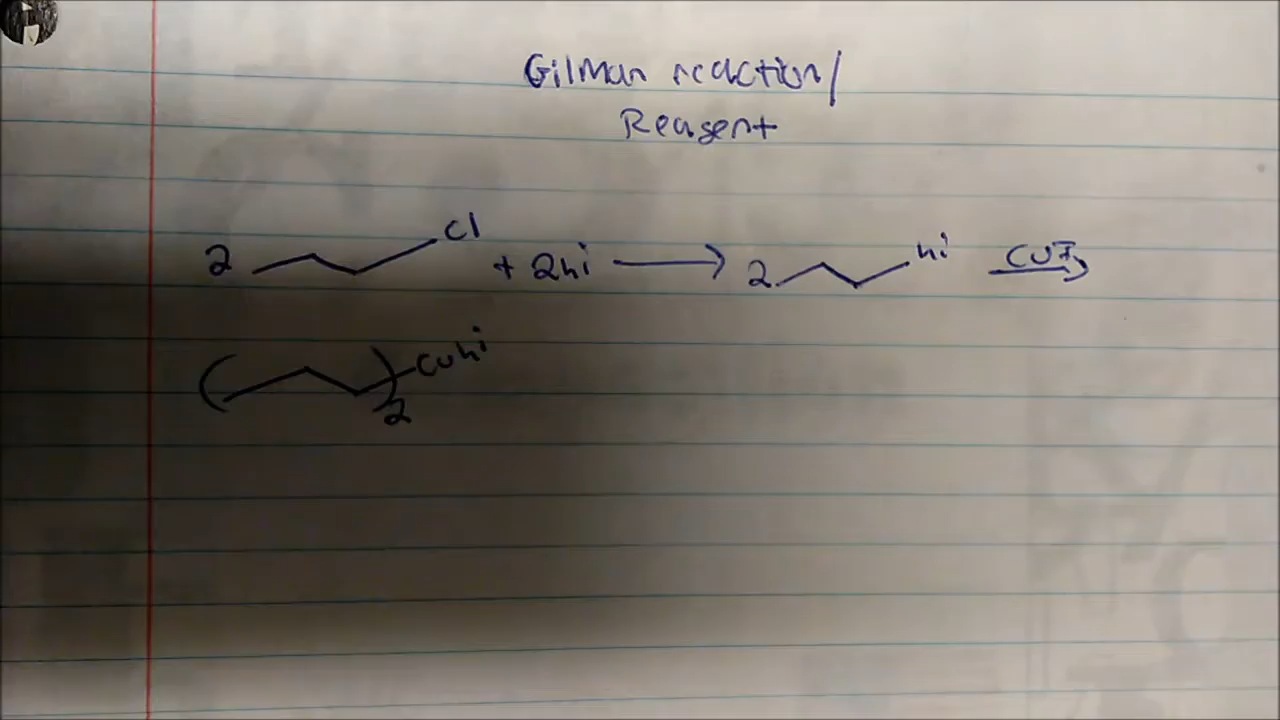 Gilman reaction/
Reagent
2 Cl + 2Li → 2 Li CuI →
( )2 CuLi